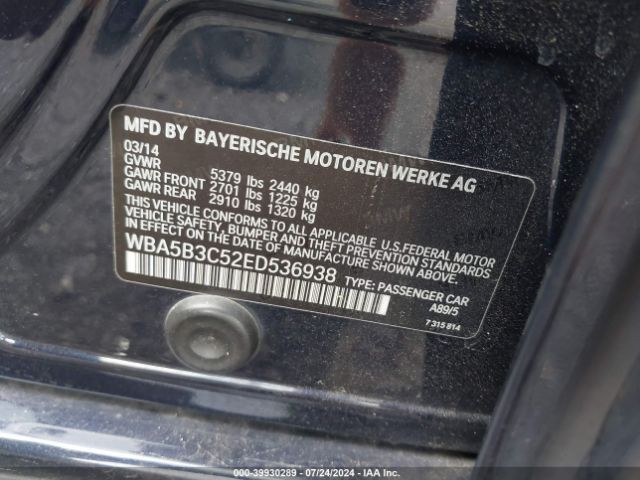 MFD BY BAYERISCHE MOTOREN WERKE AG
03/14
GVWR 5379 lbs 2440 kg
GAWR FRONT 2701 lbs 1225 kg
GAWR REAR 2910 lbs 1320 kg
THIS VEHICLE CONFORMS TO ALL APPLICABLE U.S.FEDERAL MOTOR
VEHICLE SAFETY, BUMPER, AND THEFT PREVENTION STANDARDS
IN EFFECT ON THE DATE OF MANUFACTURE SHOWN ABOVE.
WBA5B3C52ED536938 TYPE: PASSENGER CAR
A89/5
7 315 814
000-39930289 - 07/24/2024 - IAA Inc.